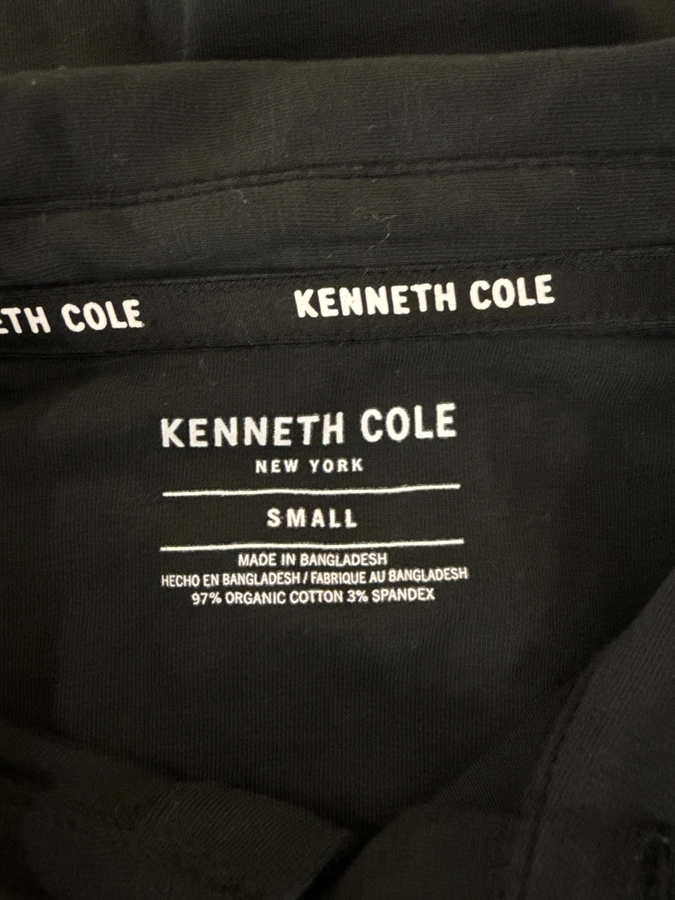 ETH COLE KENNETH COLE
KENNETH COLE
NEW YORK
SMALL
MADE IN BANGLADESH
HECHO EN BANGLADESH / FABRIQUE AU BANGLADESH
97% ORGANIC COTTON 3% SPANDEX